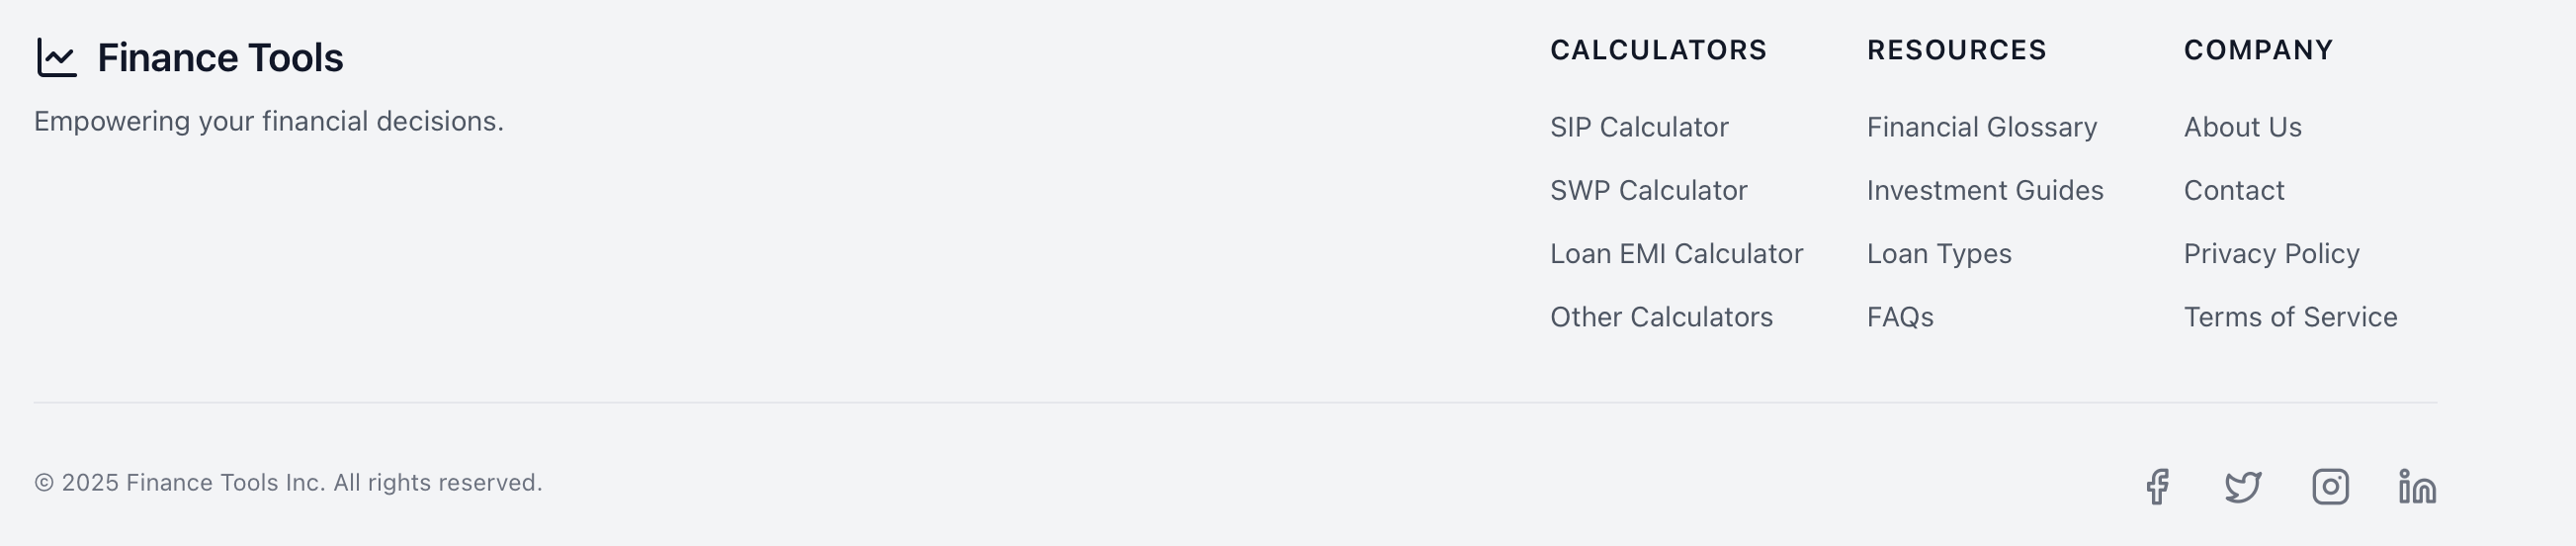 Finance Tools
Empowering your financial decisions.
CALCULATORS
SIP Calculator
SWP Calculator
Loan EMI Calculator
Other Calculators
RESOURCES
Financial Glossary
Investment Guides
Loan Types
FAQs
COMPANY
About Us
Contact
Privacy Policy
Terms of Service
© 2025 Finance Tools Inc. All rights reserved.